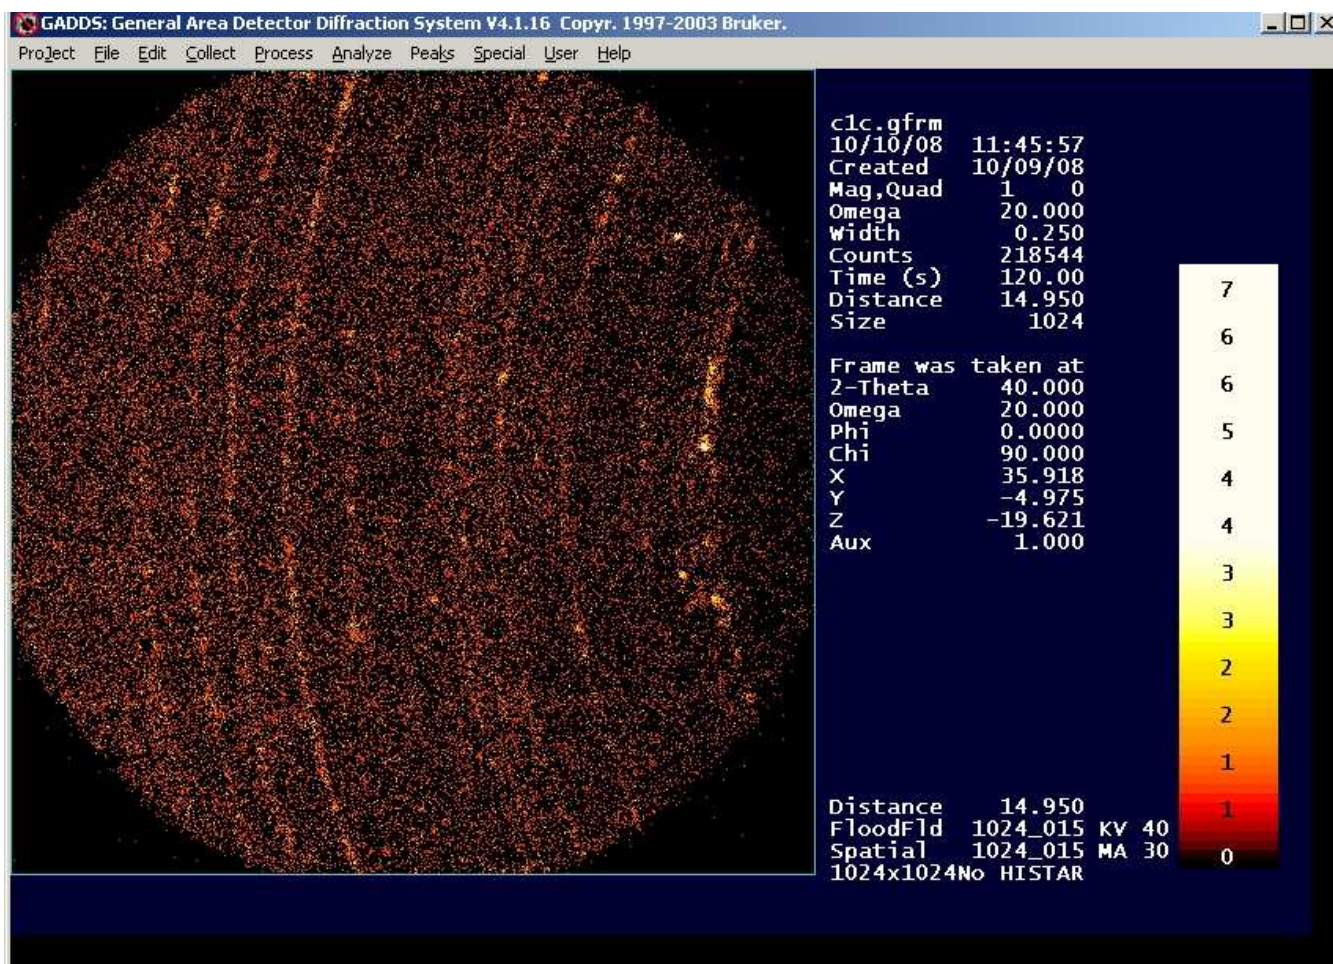 GADDS: General Area Detector Diffraction System V4.1.16 Copyr. 1997-2003 Bruker.
ProJect File Edit Collect Process Analyze Peaks Special User Help
c1c.gfrm
10/10/08 11:45:57
Created 10/09/08
Mag,Quad 1 0
Omega 20.000
Width 0.250
Counts 218544
Time (s) 120.00
Distance 14.950
Size 1024
Frame was taken at
2-Theta 40.000
Omega 20.000
Phi 0.0000
Chi 90.000
X 35.918
Y -4.975
Z -19.621
Aux 1.000
Distance 14.950
FloodFld 1024_015 KV 40
Spatial 1024_015 MA 30
1024x1024No HISTAR
7
6
6
5
4
4
3
3
2
2
1
1
0